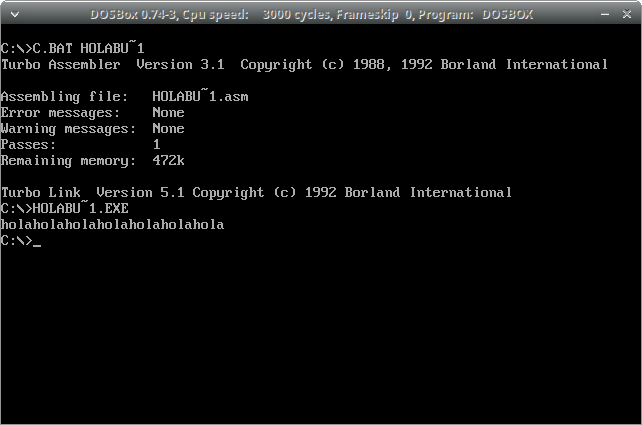 DOSBox 0.74-3, Cpu speed:    3000 cycles, Frameskip  0, Program:  DOSBOX
C:\>C.BAT HOLABU~1
Turbo Assembler  Version 3.1  Copyright (c) 1988, 1992 Borland International
Assembling file:   HOLABU~1.asm
Error messages:    None
Warning messages:  None
Passes:            1
Remaining memory:  472k
Turbo Link  Version 5.1 Copyright (c) 1992 Borland International
C:\>HOLABU~1.EXE
holaholaholaholaholaholahola
C:\>_